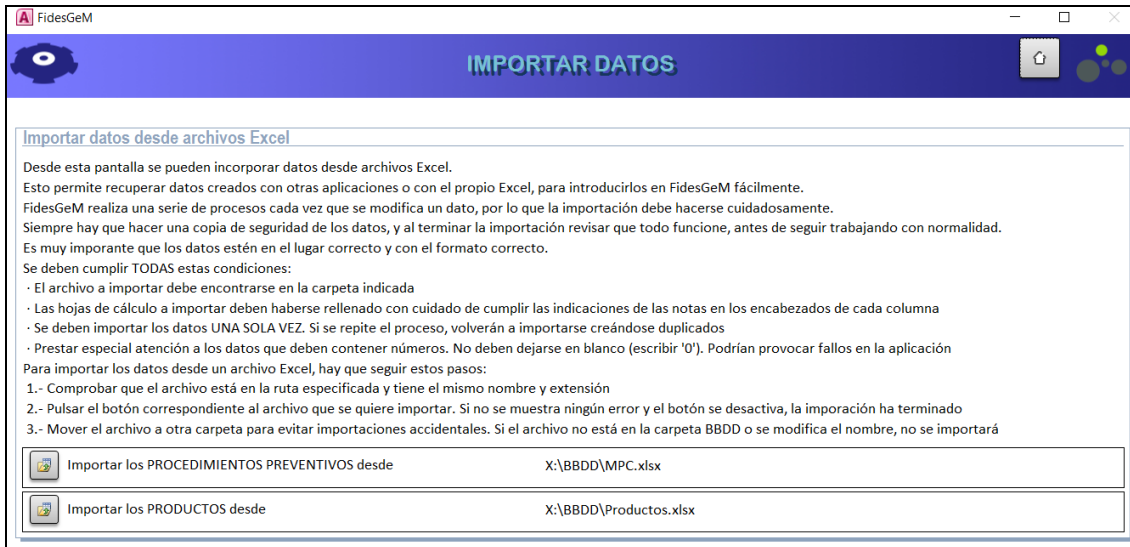 FidesGeM
IMPORTAR DATOS
Importar datos desde archivos Excel
Desde esta pantalla se pueden incorporar datos desde archivos Excel.
Esto permite recuperar datos creados con otras aplicaciones o con el propio Excel, para introducirlos en FidesGeM fácilmente.
FidesGeM realiza una serie de procesos cada vez que se modifica un dato, por lo que la importación debe hacerse cuidadosamente.
Siempre hay que hacer una copia de seguridad de los datos, y al terminar la importación revisar que todo funcione, antes de seguir trabajando con normalidad.
Es muy imporante que los datos estén en el lugar correcto y con el formato correcto.
Se deben cumplir TODAS estas condiciones:
· El archivo a importar debe encontrarse en la carpeta indicada
· Las hojas de cálculo a importar deben haberse rellenado con cuidado de cumplir las indicaciones de las notas en los encabezados de cada columna
· Se deben importar los datos UNA SOLA VEZ. Si se repite el proceso, volverán a importarse creándose duplicados
· Prestar especial atención a los datos que deben contener números. No deben dejarse en blanco (escribir '0'). Podrían provocar fallos en la aplicación
Para importar los datos desde un archivo Excel, hay que seguir estos pasos:
1.- Comprobar que el archivo está en la ruta especificada y tiene el mismo nombre y extensión
2.- Pulsar el botón correspondiente al archivo que se quiere importar. Si no se muestra ningún error y el botón se desactiva, la imporación ha terminado
3.- Mover el archivo a otra carpeta para evitar importaciones accidentales. Si el archivo no está en la carpeta BBDD o se modifica el nombre, no se importará
Importar los PROCEDIMIENTOS PREVENTIVOS desde X:\BBDD\MPC.xlsx
Importar los PRODUCTOS desde X:\BBDD\Productos.xlsx